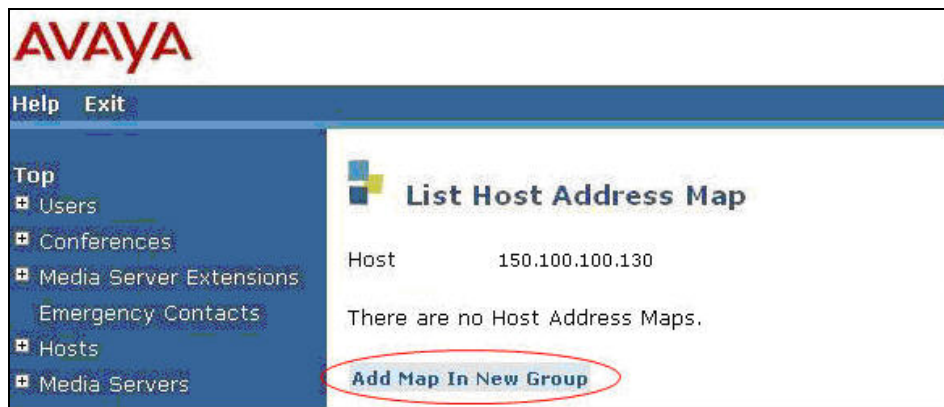 AVAYA
Help Exit
Top
Users
Conferences
Media Server Extensions
Emergency Contacts
Hosts
Media Servers
List Host Address Map
Host 150.100.100.130
There are no Host Address Maps.
Add Map In New Group